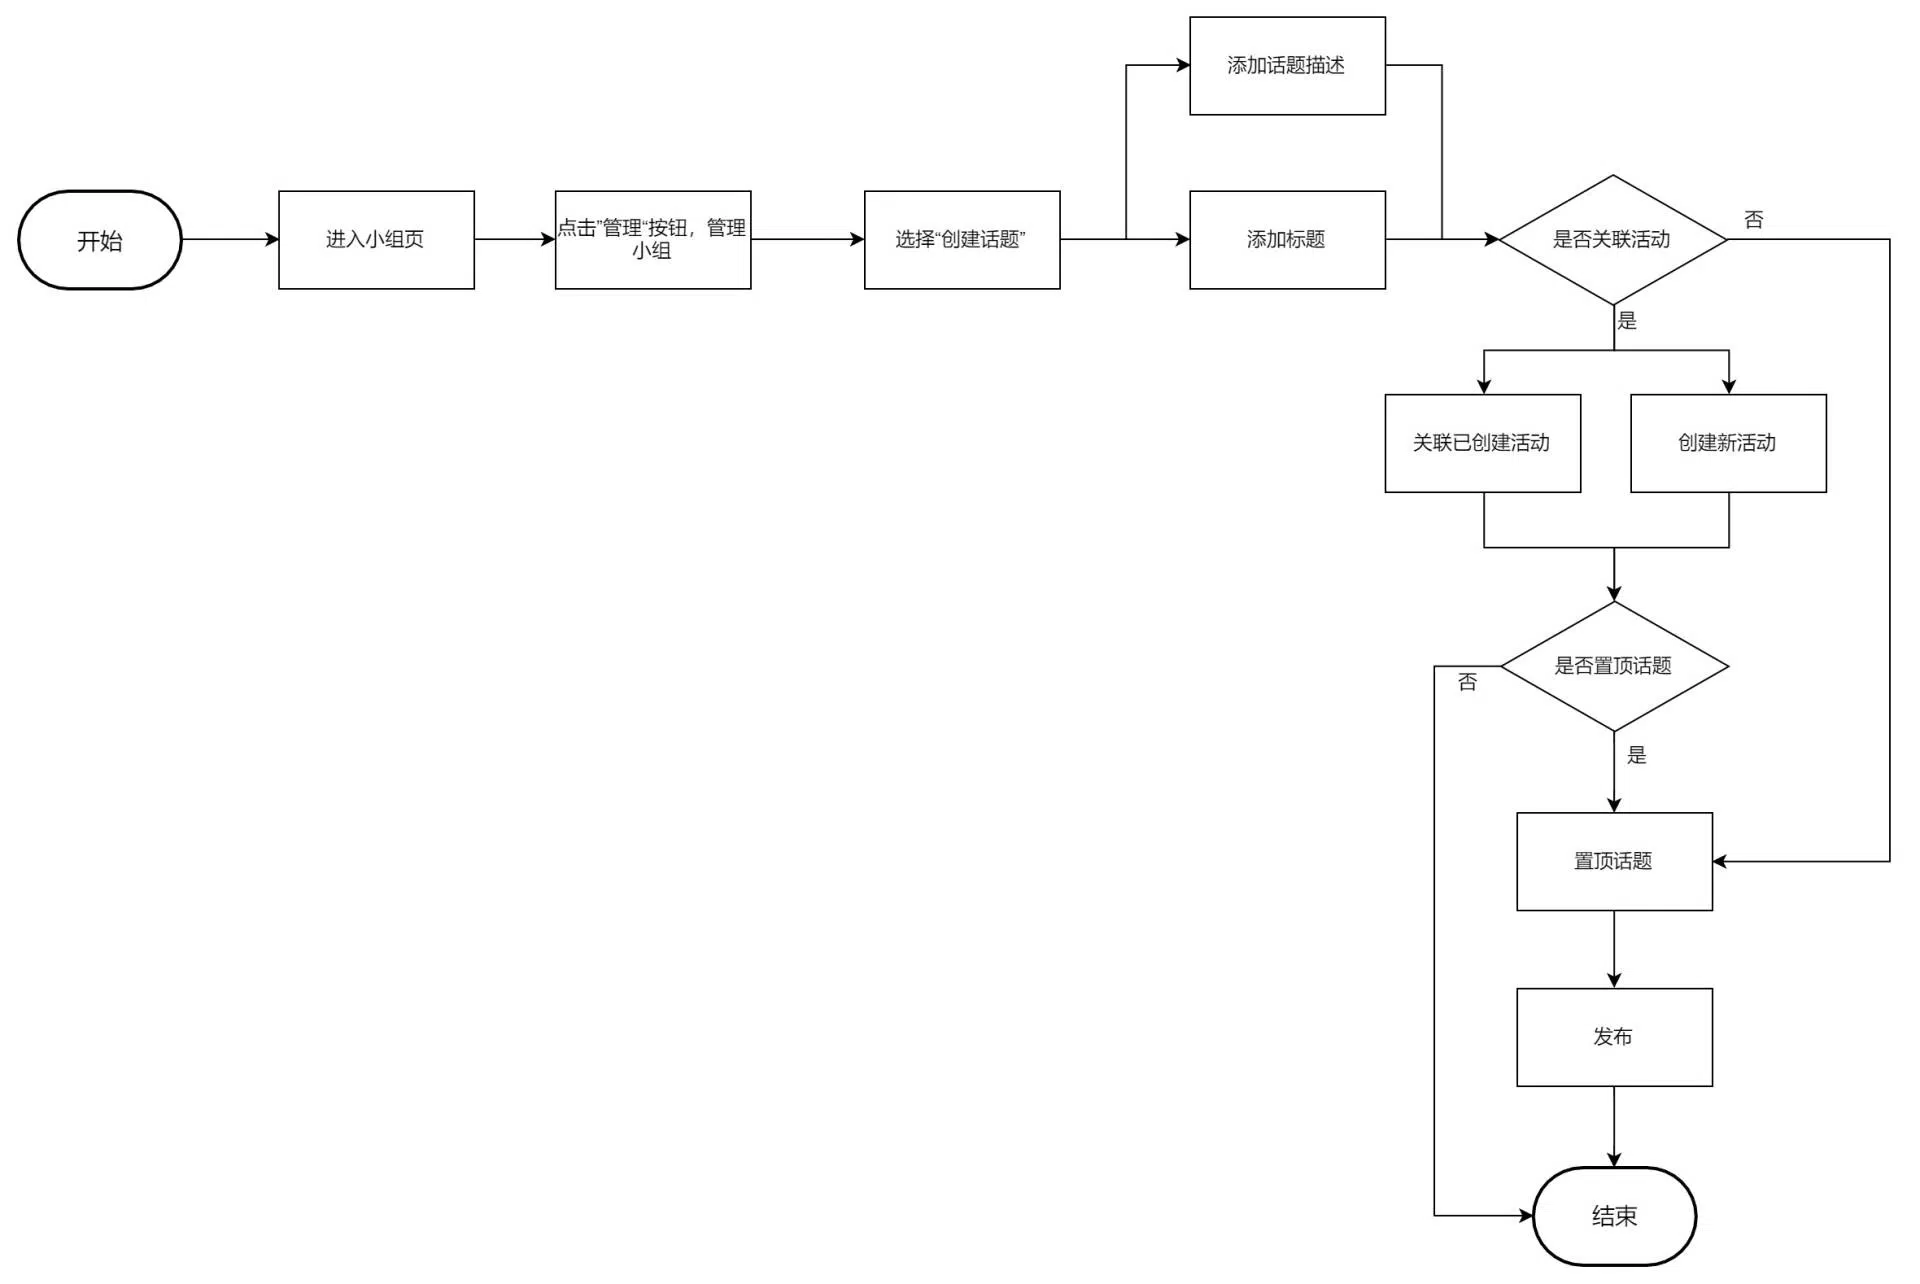 添加话题描述
开始
进入小组页
点击”管理“按钮，管理
小组
选择“创建话题”
添加标题
是否关联活动
否
是
关联已创建活动
创建新活动
是否置顶话题
否
是
置顶话题
发布
结束